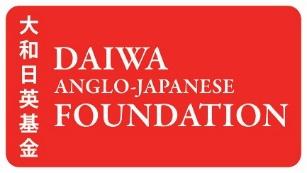 大和日英基金
DAIWA
ANGLO-JAPANESE
FOUNDATION